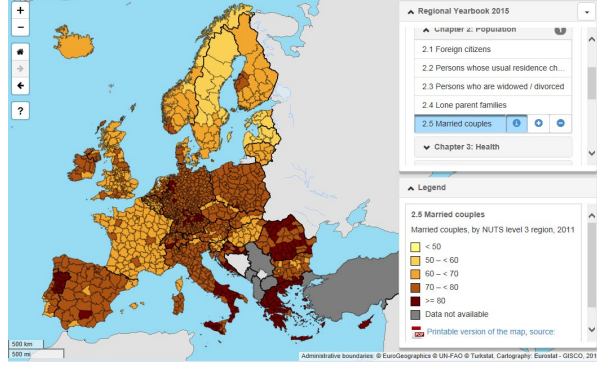 +
−
?
500 km
500 mi
Regional Yearbook 2015
Chapter 2: Population
2.1 Foreign citizens
2.2 Persons whose usual residence ch...
2.3 Persons who are widowed / divorced
2.4 Lone parent families
2.5 Married couples
Chapter 3: Health
Legend
2.5 Married couples
Married couples, by NUTS level 3 region, 2011
< 50
50 – < 60
60 – < 70
70 – < 80
>= 80
Data not available
Printable version of the map, source:
Administrative boundaries: © EuroGeographics © UN-FAO © Turkstat, Cartography: Eurostat - GISCO, 201